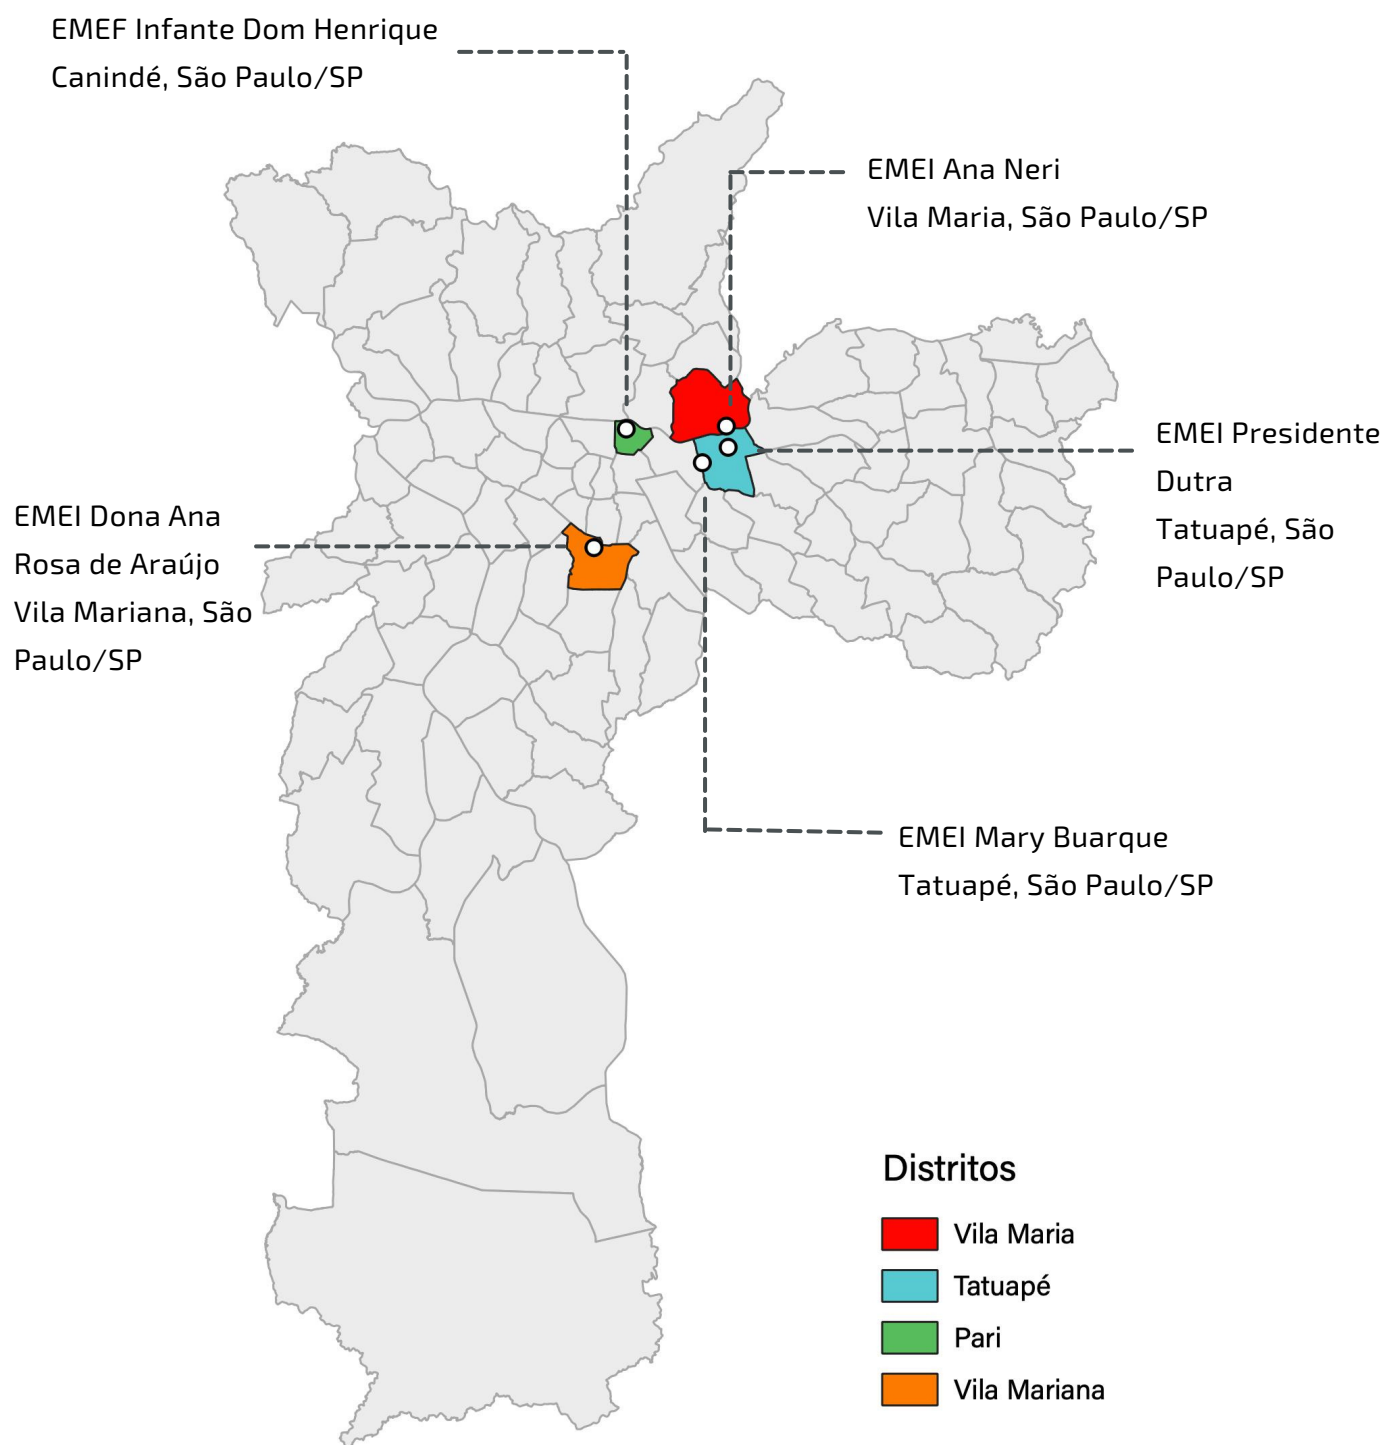 EMEF Infante Dom Henrique
Canindé, São Paulo/SP
EMEI Ana Neri
Vila Maria, São Paulo/SP
EMEI Presidente
Dutra
Tatuapé, São
Paulo/SP
EMEI Dona Ana
Rosa de Araújo
Vila Mariana, São
Paulo/SP
EMEI Mary Buarque
Tatuapé, São Paulo/SP
Distritos
Vila Maria
Tatuapé
Pari
Vila Mariana